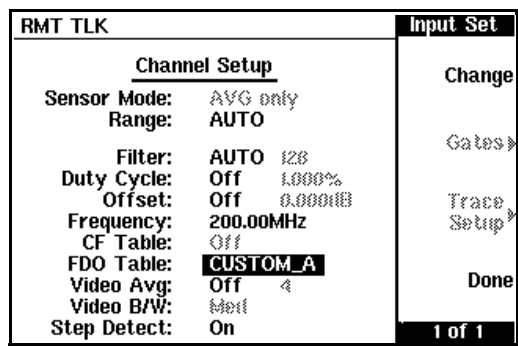 RMT TLK
Input Set
Channel Setup
Change
Sensor Mode: AVG only
Range: AUTO
Gates
Filter: AUTO 128
Duty Cycle: Off 1.000%
Offset: Off 0.000dB
Trace
Setup
Frequency: 200.00MHz
CF Table: Off
FDO Table: CUSTOM_A
Video Avg: Off 4
Done
Video B/W: Med
Step Detect: On
1 of 1